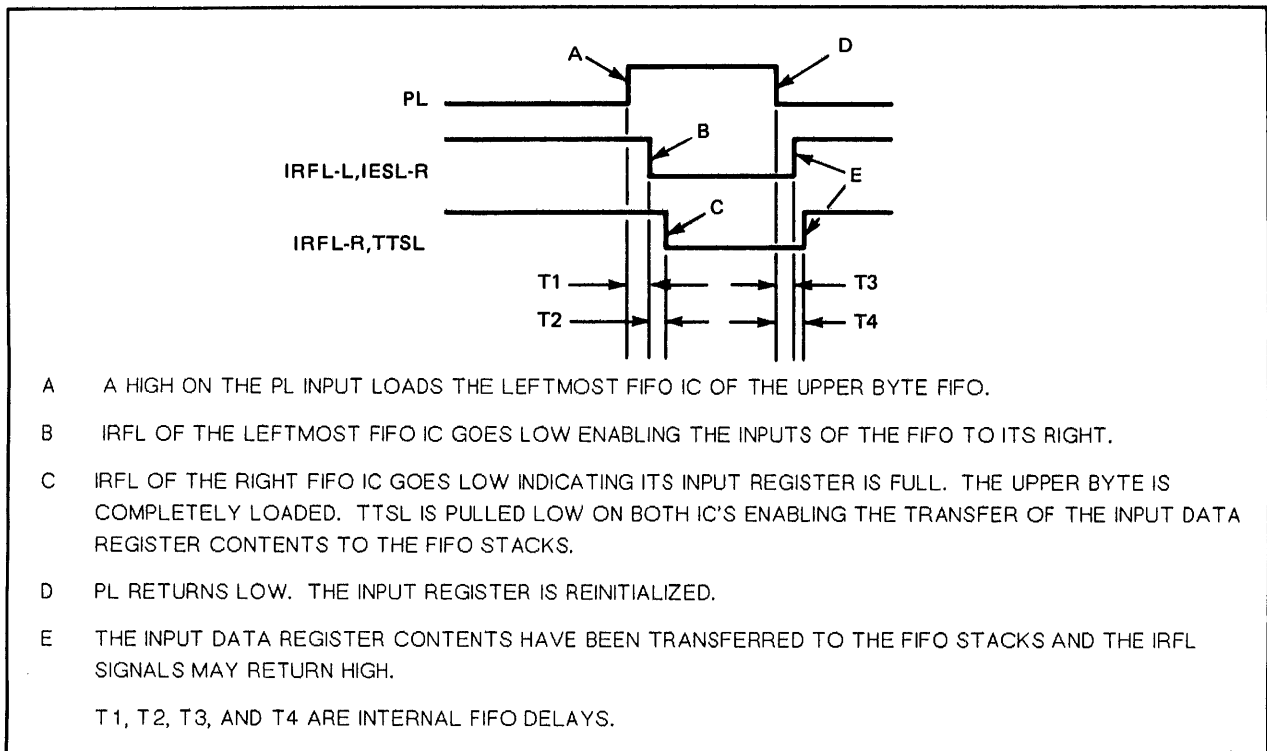 A
D
PL
B
IRFL-L,IESL-R
E
C
IRFL-R,TTSL
T1
T3
T2
T4
A A HIGH ON THE PL INPUT LOADS THE LEFTMOST FIFO IC OF THE UPPER BYTE FIFO.
B IRFL OF THE LEFTMOST FIFO IC GOES LOW ENABLING THE INPUTS OF THE FIFO TO ITS RIGHT.
C IRFL OF THE RIGHT FIFO IC GOES LOW INDICATING ITS INPUT REGISTER IS FULL. THE UPPER BYTE IS
COMPLETELY LOADED. TTSL IS PULLED LOW ON BOTH IC'S ENABLING THE TRANSFER OF THE INPUT DATA
REGISTER CONTENTS TO THE FIFO STACKS.
D PL RETURNS LOW. THE INPUT REGISTER IS REINITIALIZED.
E THE INPUT DATA REGISTER CONTENTS HAVE BEEN TRANSFERRED TO THE FIFO STACKS AND THE IRFL
SIGNALS MAY RETURN HIGH.
T1, T2, T3, AND T4 ARE INTERNAL FIFO DELAYS.